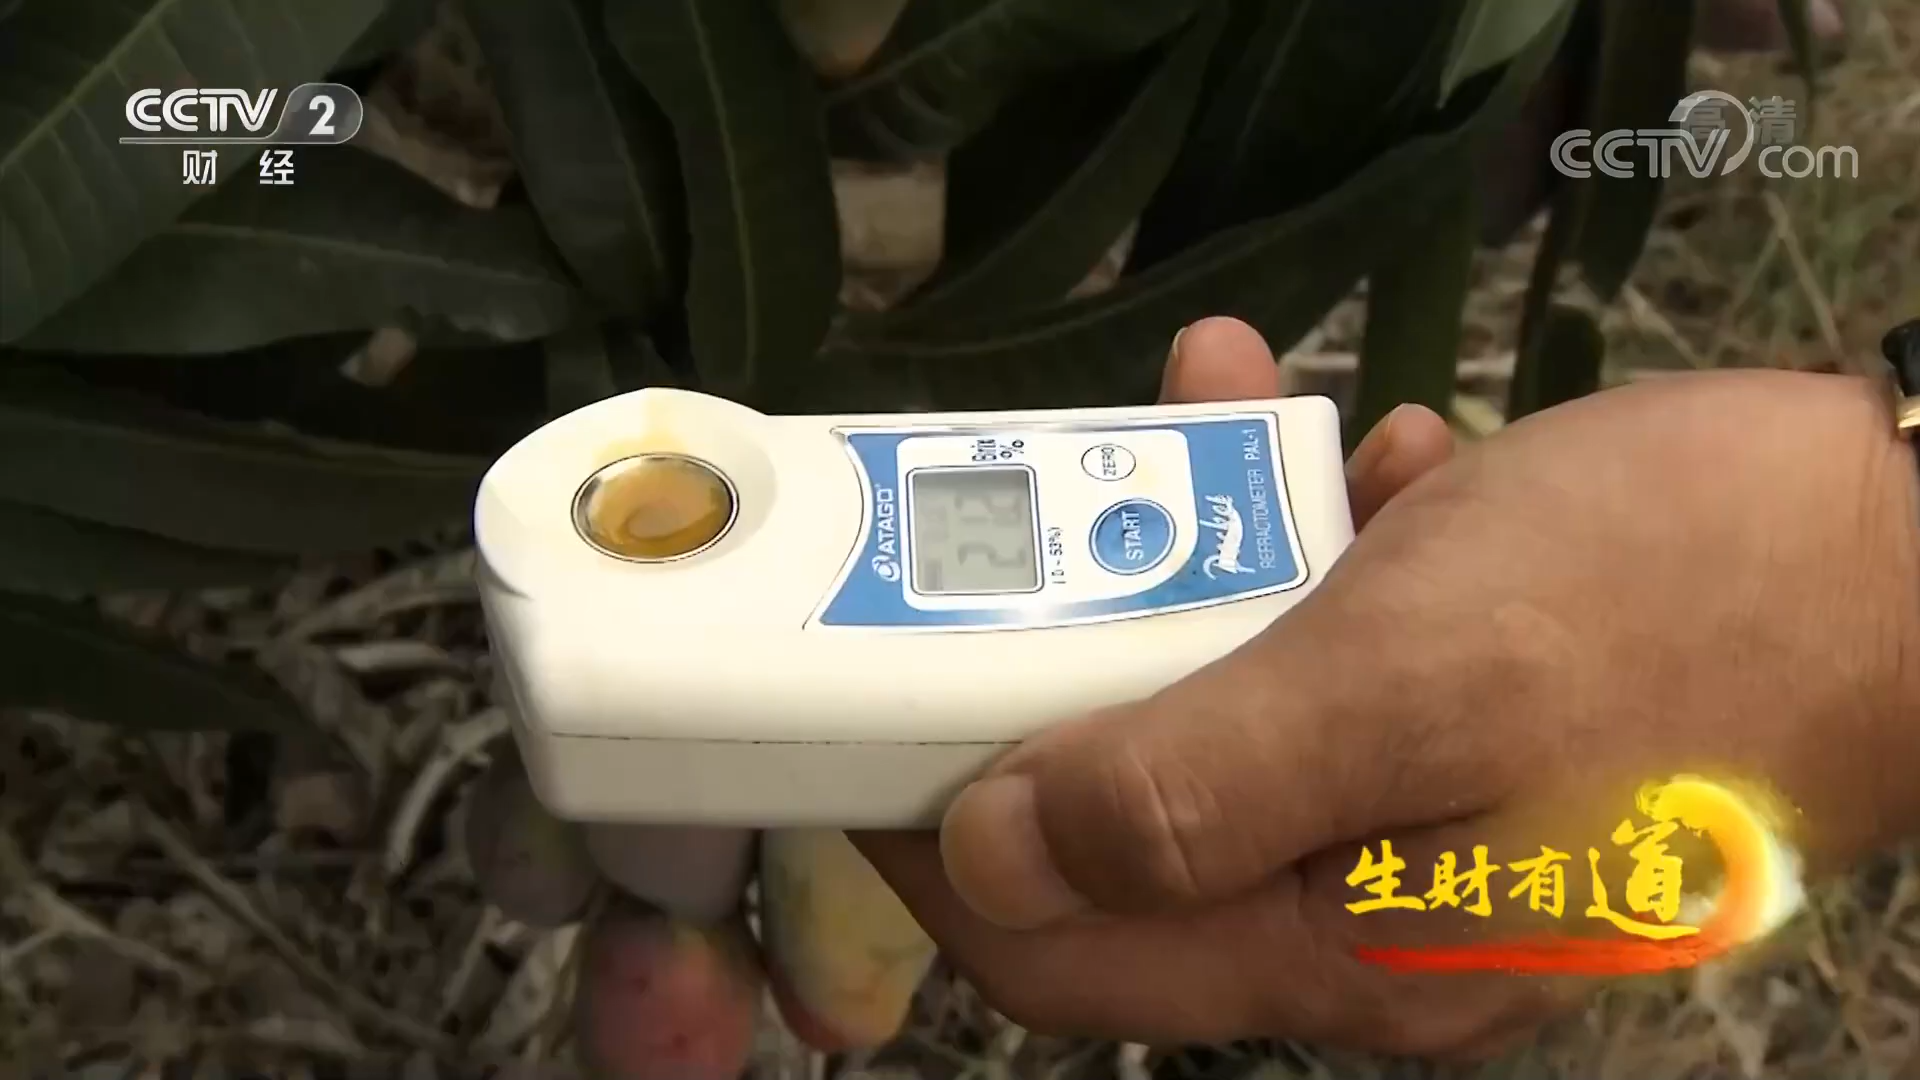 CCTV 2
财 经
高清
CCTV com
Brix
%
ZERO
ATAGO
START
(0-53%)
Pocket
REFRACTOMETER PAL-1
生财有道